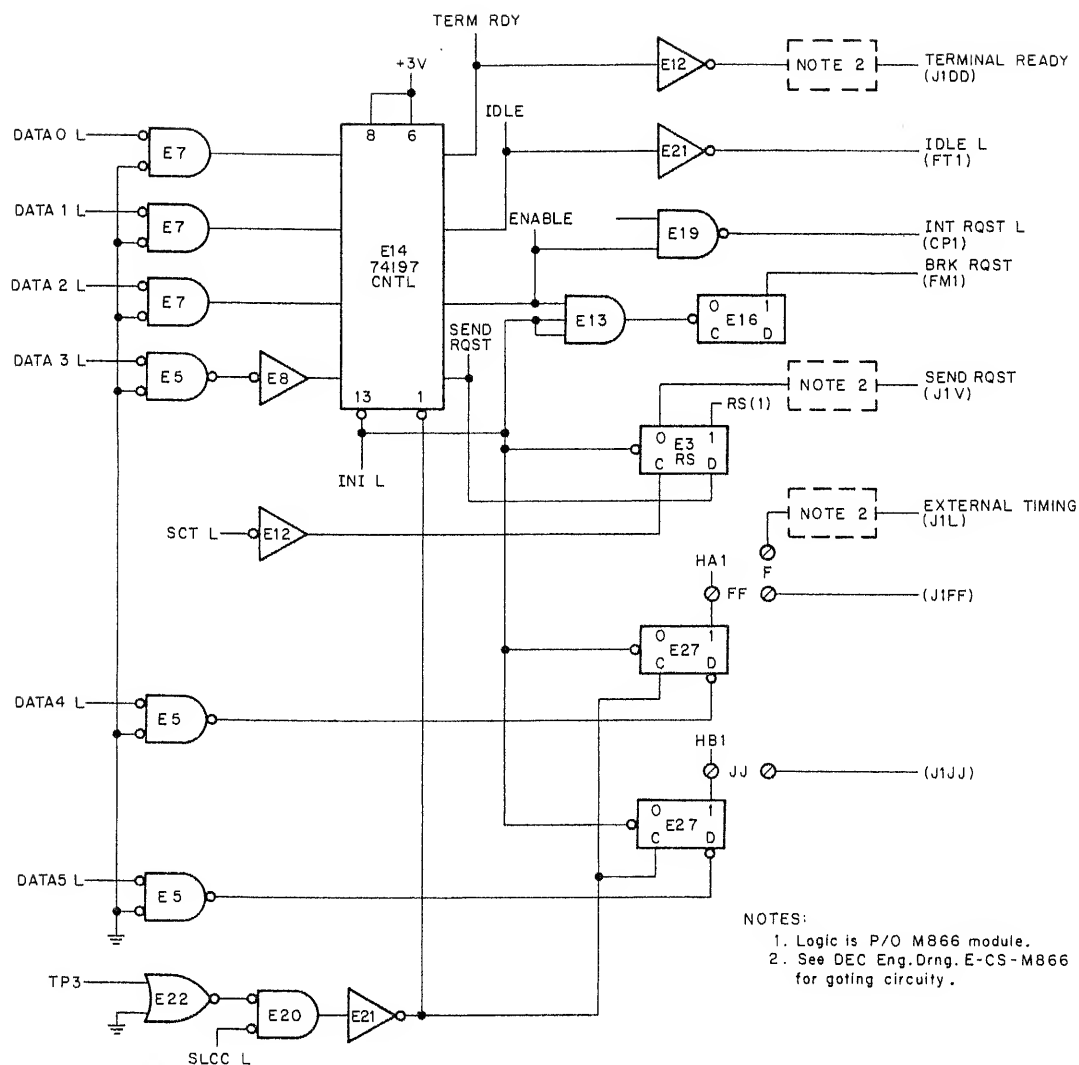 TERM RDY
+3V
E12
NOTE 2
TERMINAL READY
(J1DD)
IDLE
8 6
DATA 0 L
E7
E21
IDLE L
(FT1)
DATA 1 L
E7
ENABLE
E19
INT RQST L
(CP1)
E14
74197
CNTL
BRK RQST
(FM1)
DATA 2 L
E7
E13
0 1
E16
C D
SEND
RQST
DATA 3 L
E5
E8
NOTE 2
SEND RQST
(J1V)
13 1
RS(1)
0 1
E3
RS
C D
INI L
SCT L
E12
NOTE 2
EXTERNAL TIMING
(J1L)
HA1
F
FF
(J1FF)
0 1
E27
C D
DATA4 L
E5
HB1
JJ
(J1JJ)
0 1
E27
C D
DATA5 L
E5
NOTES:
1. Logic is P/O M866 module.
2. See DEC Eng.Drng. E-CS-M866
for goting circuity.
TP3
E22
E20
E21
SLCC L